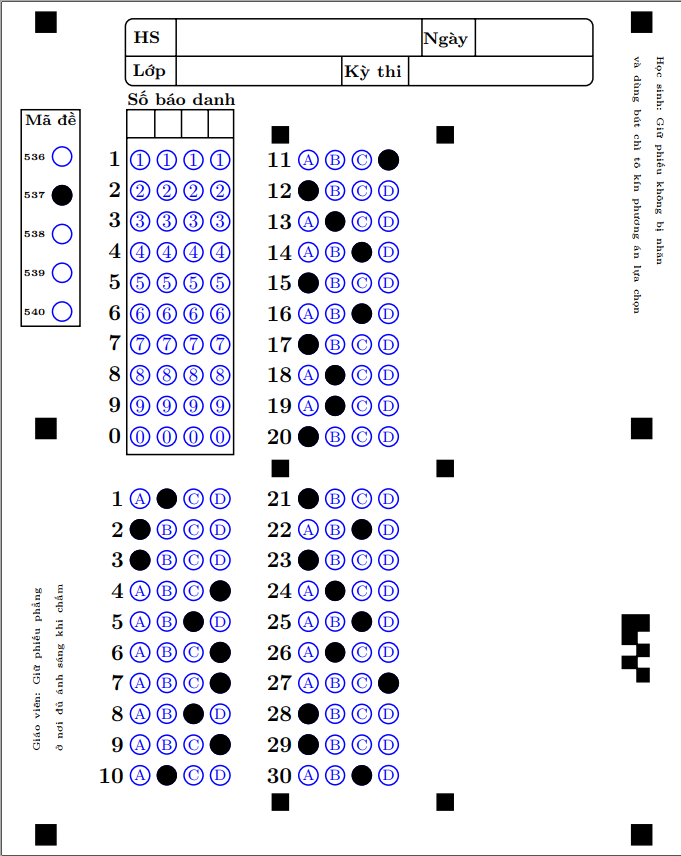 HS
Ngày
Lớp
Kỳ thi
Số báo danh
Mã đề
536
537
538
539
540
1 1 1 1 1
2 2 2 2 2
3 3 3 3 3
4 4 4 4 4
5 5 5 5 5
6 6 6 6 6
7 7 7 7 7
8 8 8 8 8
9 9 9 9 9
0 0 0 0 0
11 A B C
12 B C D
13 A C D
14 A B D
15 B C D
16 A B D
17 B C D
18 A C D
19 A C D
20 B C D
1 A C D
2 B C D
3 B C D
4 A B C
5 A B D
6 A B C
7 A B C
8 A B D
9 A B C
10 A C D
21 B C D
22 A B D
23 B C D
24 A C D
25 A B D
26 A C D
27 A B C
28 B C D
29 B C D
30 A B D
Học sinh: Giữ phiếu không bị nhăn
và dùng bút chì tô kín phương án lựa chọn
Giáo viên: Giữ phiếu phẳng
ở nơi đủ ánh sáng khi chấm